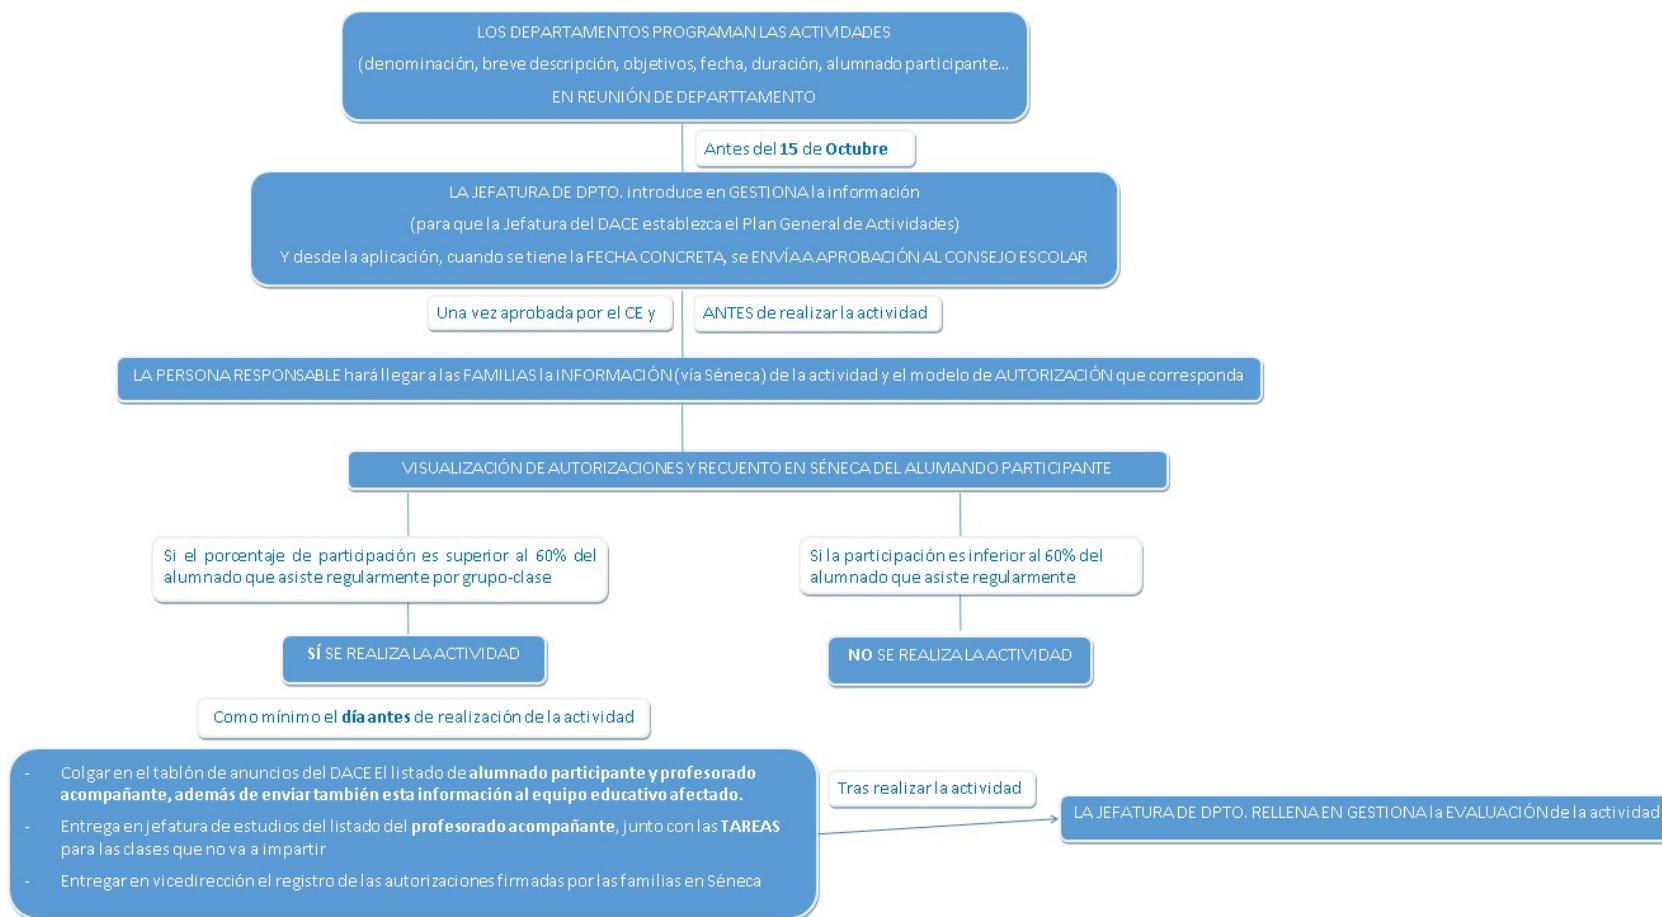 LOS DEPARTAMENTOS PROGRAMAN LAS ACTIVIDADES
(denominación, breve descripción, objetivos, fecha, duración, alumnado participante...
EN REUNIÓN DE DEPARTTAMENTO
Antes del 15 de Octubre
LA JEFATURA DE DPTO. introduce en GESTIONA la información
(para que la Jefatura del DACE establezca el Plan General de Actividades)
Y desde la aplicación, cuando se tiene la FECHA CONCRETA, se ENVÍA A APROBACIÓN AL CONSEJO ESCOLAR
Una vez aprobada por el CE y
ANTES de realizar la actividad
LA PERSONA RESPONSABLE hará llegar a las FAMILIAS la INFORMACIÓN (vía Séneca) de la actividad y el modelo de AUTORIZACIÓN que corresponda
VISUALIZACIÓN DE AUTORIZACIONES Y RECUENTO EN SÉNECA DEL ALUMANDO PARTICIPANTE
Si el porcentaje de participación es superior al 60% del
alumnado que asiste regularmente por grupo-clase
Si la participación es inferior al 60% del
alumnado que asiste regularmente
SÍ SE REALIZA LA ACTIVIDAD
NO SE REALIZA LA ACTIVIDAD
Como mínimo el día antes de realización de la actividad
- Colgar en el tablón de anuncios del DACE El listado de alumnado participante y profesorado
acompañante, además de enviar también esta información al equipo educativo afectado.
- Entrega en jefatura de estudios del listado del profesorado acompañante, junto con las TAREAS
para las clases que no va a impartir
- Entregar en vicedirección el registro de las autorizaciones firmadas por las familias en Séneca
Tras realizar la actividad
LA JEFATURA DE DPTO. RELLENA EN GESTIONA la EVALUACIÓN de la actividad